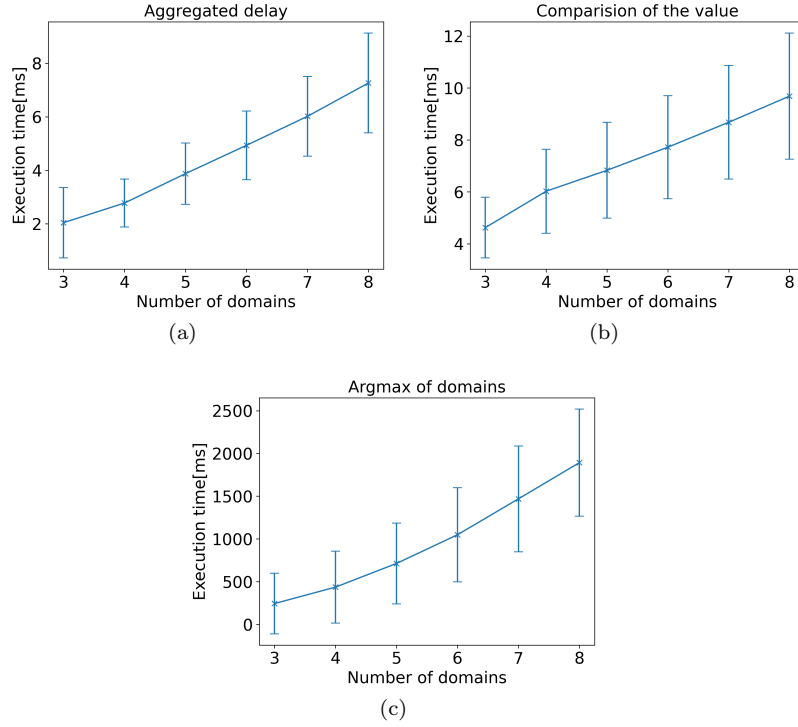 Aggregated delay
8
6
4
2
Execution time[ms]
3 4 5 6 7 8
Number of domains
(a)
Comparision of the value
12
10
8
6
4
Execution time[ms]
3 4 5 6 7 8
Number of domains
(b)
Argmax of domains
2500
2000
1500
1000
500
0
Execution time[ms]
3 4 5 6 7 8
Number of domains
(c)